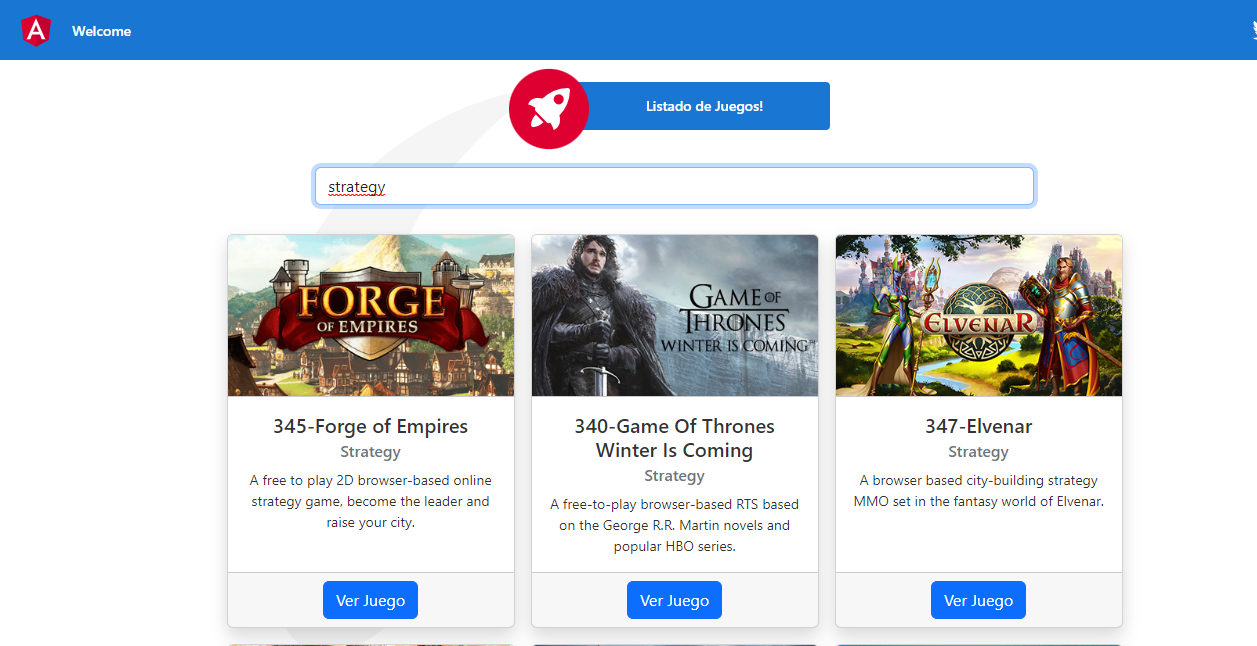 A
Welcome
Listado de Juegos!
strategy
FORGE
OF EMPIRES
GAME OF
THRONES
WINTER IS COMING™
ELVENAR
345-Forge of Empires
Strategy
A free to play 2D browser-based online
strategy game, become the leader and
raise your city.
Ver Juego
340-Game Of Thrones
Winter Is Coming
Strategy
A free-to-play browser-based RTS based
on the George R.R. Martin novels and
popular HBO series.
Ver Juego
347-Elvenar
Strategy
A browser based city-building strategy
MMO set in the fantasy world of Elvenar.
Ver Juego